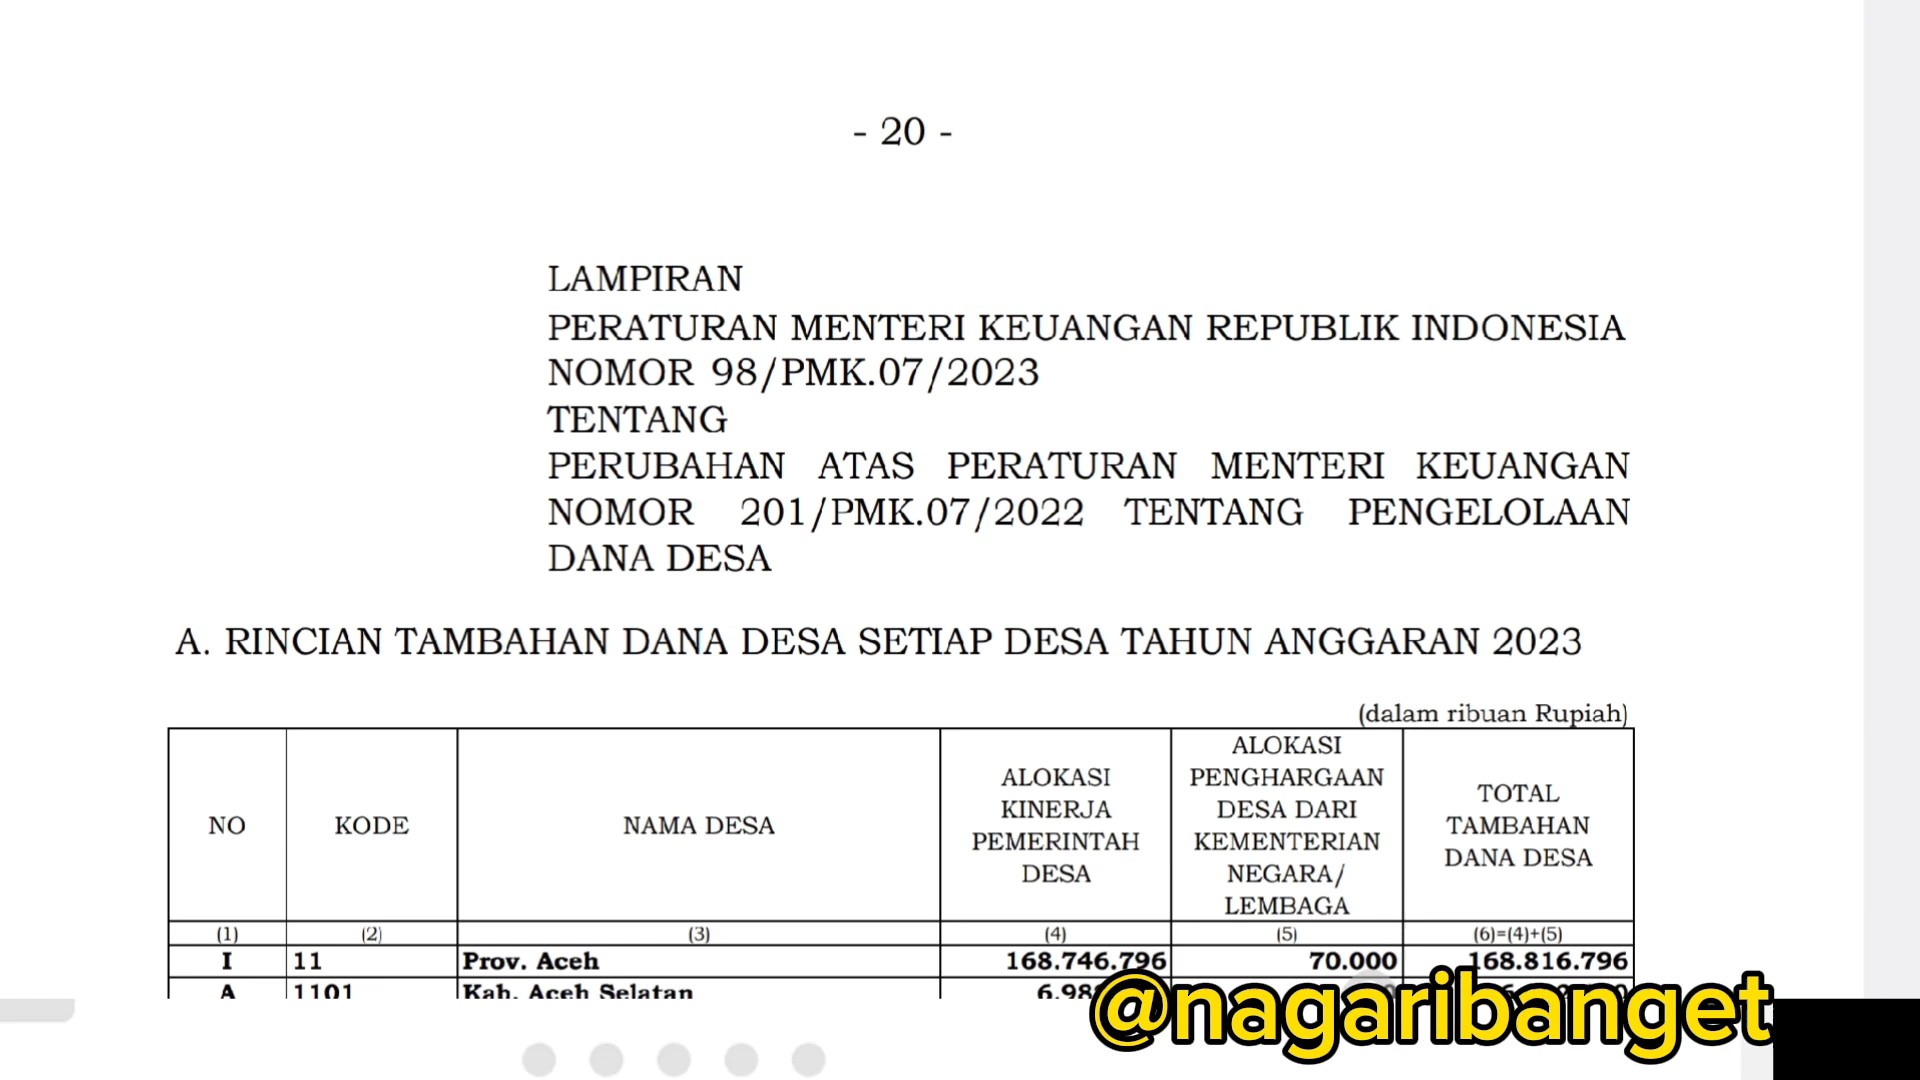 - 20 -
LAMPIRAN
PERATURAN MENTERI KEUANGAN REPUBLIK INDONESIA
NOMOR 98/PMK.07/2023
TENTANG
PERUBAHAN ATAS PERATURAN MENTERI KEUANGAN
NOMOR 201/PMK.07/2022 TENTANG PENGELOLAAN
DANA DESA
A. RINCIAN TAMBAHAN DANA DESA SETIAP DESA TAHUN ANGGARAN 2023
(dalam ribuan Rupiah)
NO
KODE
NAMA DESA
ALOKASI
KINERJA
PEMERINTAH
DESA
ALOKASI
PENGHARGAAN
DESA DARI
KEMENTERIAN
NEGARA/
LEMBAGA
TOTAL
TAMBAHAN
DANA DESA
(1) (2) (3) (4) (5) (6)=(4)+(5)
I 11 Prov. Aceh 168.746.796 70.000 168.816.796
A 1101 Kab. Aceh Selatan
@nagaribanget